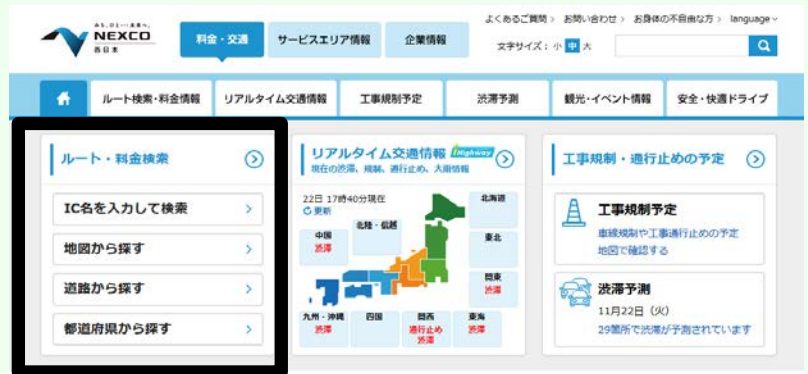 よくあるご質問 お問い合わせ お身体の不自由な方 language
あら、ひと…未来へ。
NEXCO
西日本
料金・交通
サービスエリア情報
企業情報
文字サイズ: 小 中 大
ルート検索・料金情報
リアルタイム交通情報
工事規制予定
渋滞予測
観光・イベント情報
安全・快適ドライブ
ルート・料金検索
IC名を入力して検索
地図から探す
道路から探す
都道府県から探す
リアルタイム交通情報 iHighway
現在の渋滞、規制、通行止め、大雨情報
22日 17時40分現在
更新
北海道
北陸・信越
中国
渋滞
東北
関東
渋滞
九州・沖縄
渋滞
四国
関西
通行止め
渋滞
東海
渋滞
工事規制・通行止めの予定
工事規制予定
車線規制や工事通行止めの予定
地図で確認する
渋滞予測
11月22日(火)
29箇所で渋滞が予測されています